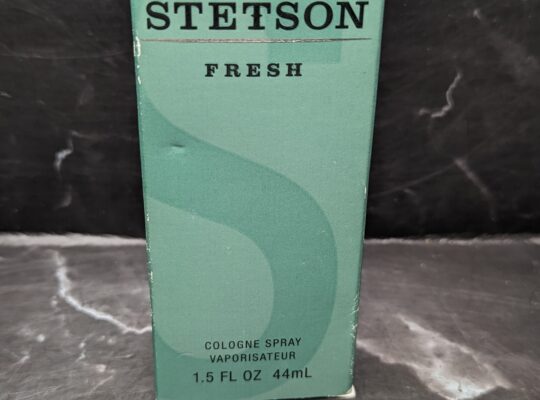 STETSON
FRESH
COLOGNE SPRAY
VAPORISATEUR
1.5 FL OZ 44mL